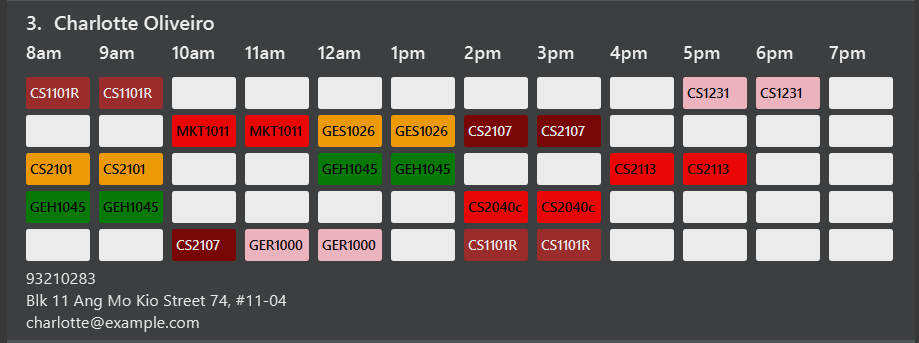 3. Charlotte Oliveiro
8am 9am 10am 11am 12am 1pm 2pm 3pm 4pm 5pm 6pm 7pm
CS1101R CS1101R CS1231 CS1231
MKT1011 MKT1011 GES1026 GES1026 CS2107 CS2107
CS2101 CS2101 GEH1045 GEH1045 CS2113 CS2113
GEH1045 GEH1045 CS2040c CS2040c
CS2107 GER1000 GER1000 CS1101R CS1101R
93210283
Blk 11 Ang Mo Kio Street 74, #11-04
charlotte@example.com